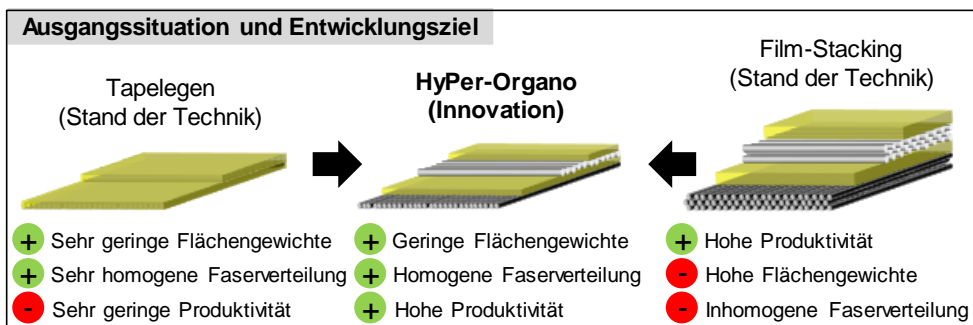 Ausgangssituation und Entwicklungsziel
Tapelegen
(Stand der Technik)
+ Sehr geringe Flächengewichte
+ Sehr homogene Faserverteilung
- Sehr geringe Produktivität
HyPer-Organo
(Innovation)
+ Geringe Flächengewichte
+ Homogene Faserverteilung
+ Hohe Produktivität
Film-Stacking
(Stand der Technik)
+ Hohe Produktivität
- Hohe Flächengewichte
- Inhomogene Faserverteilung